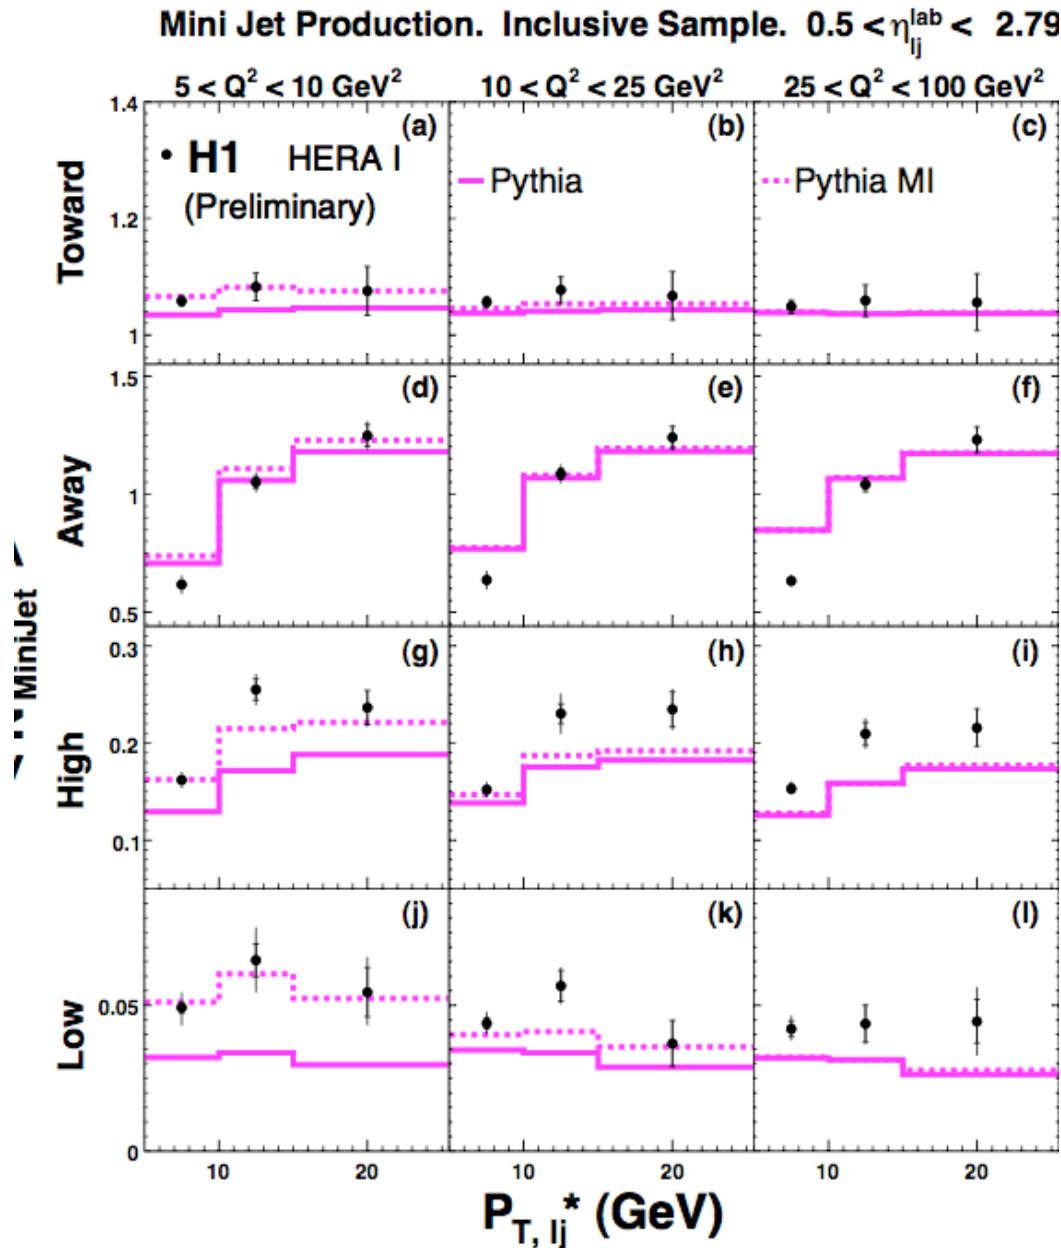 Mini Jet Production. Inclusive Sample. 0.5 < η_lj^lab < 2.79
5 < Q² < 10 GeV²
10 < Q² < 25 GeV²
25 < Q² < 100 GeV²
Toward
1.4
1.2
1
(a)
H1 HERA I
(Preliminary)
(b)
Pythia
(c)
Pythia MI
Away
1.5
1
0.5
(d)
(e)
(f)
MiniJet
High
0.3
0.2
0.1
(g)
(h)
(i)
Low
0.05
0
(j)
(k)
(l)
10 20
10 20
10 20
P_T, lj* (GeV)